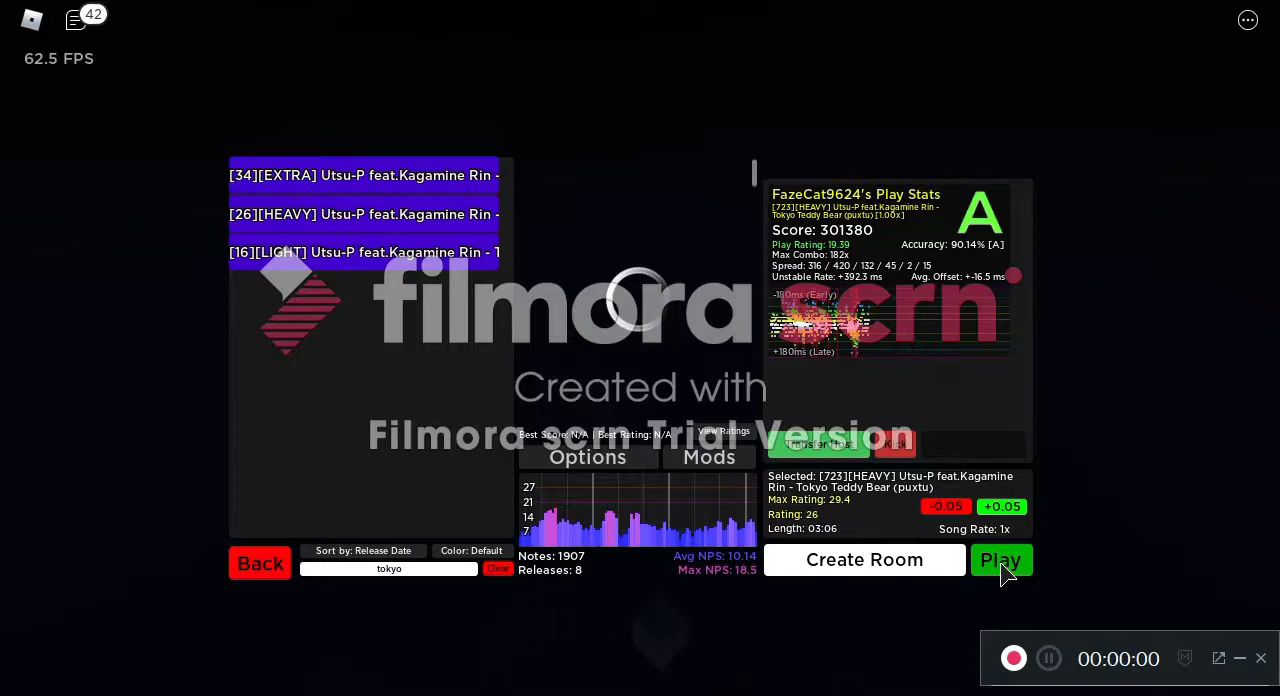 42
62.5 FPS
[34][EXTRA] Utsu-P feat.Kagamine Rin -
[26][HEAVY] Utsu-P feat.Kagamine Rin -
[16][LIGHT] Utsu-P feat.Kagamine Rin - T
FazeCat9624's Play Stats
[723][HEAVY] Utsu-P feat.Kagamine Rin -
Tokyo Teddy Bear (puxtu) [1.00x]
A
Score: 301380
Play Rating: 19.39
Accuracy: 90.14% [A]
Max Combo: 182x
Spread: 316 / 420 / 132 / 45 / 2 / 15
Unstable Rate: +392.3 ms
Avg. Offset: +-16.5 ms
-180ms (Early)
+180ms (Late)
filmora scrn
Created with
Filmora scrn Trial Version
Best Score: N/A | Best Rating: N/A
View Ratings
Options
Mods
Transfer Host
Kick
27
21
14
7
Notes: 1907
Avg NPS: 10.14
Releases: 8
Max NPS: 18.5
Selected: [723][HEAVY] Utsu-P feat.Kagamine
Rin - Tokyo Teddy Bear (puxtu)
Max Rating: 29.4
Rating: 26
-0.05
+0.05
Length: 03:06
Song Rate: 1x
Back
Sort by: Release Date
Color: Default
tokyo
Clear
Create Room
Play
00:00:00